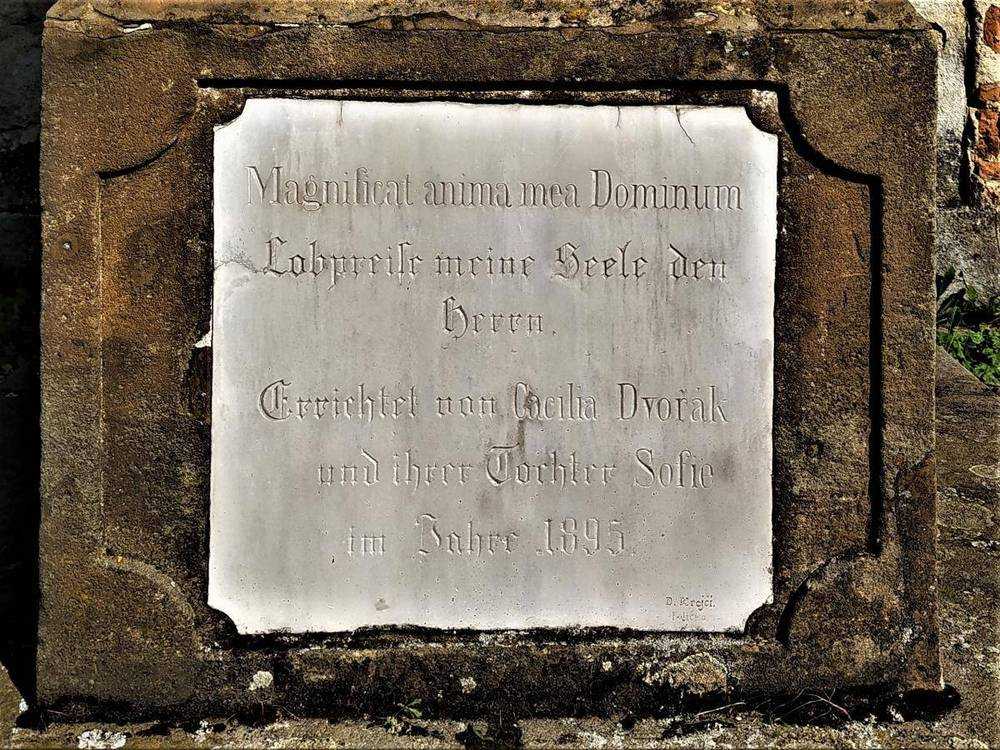 Magnificat anima mea Dominum
Lobpreiſe meine Seele den
Herrn.
Errichtet von Cäcilia Dvořák
und ihrer Tochter Sofie
im Jahre 1895.
D. Krejčí.